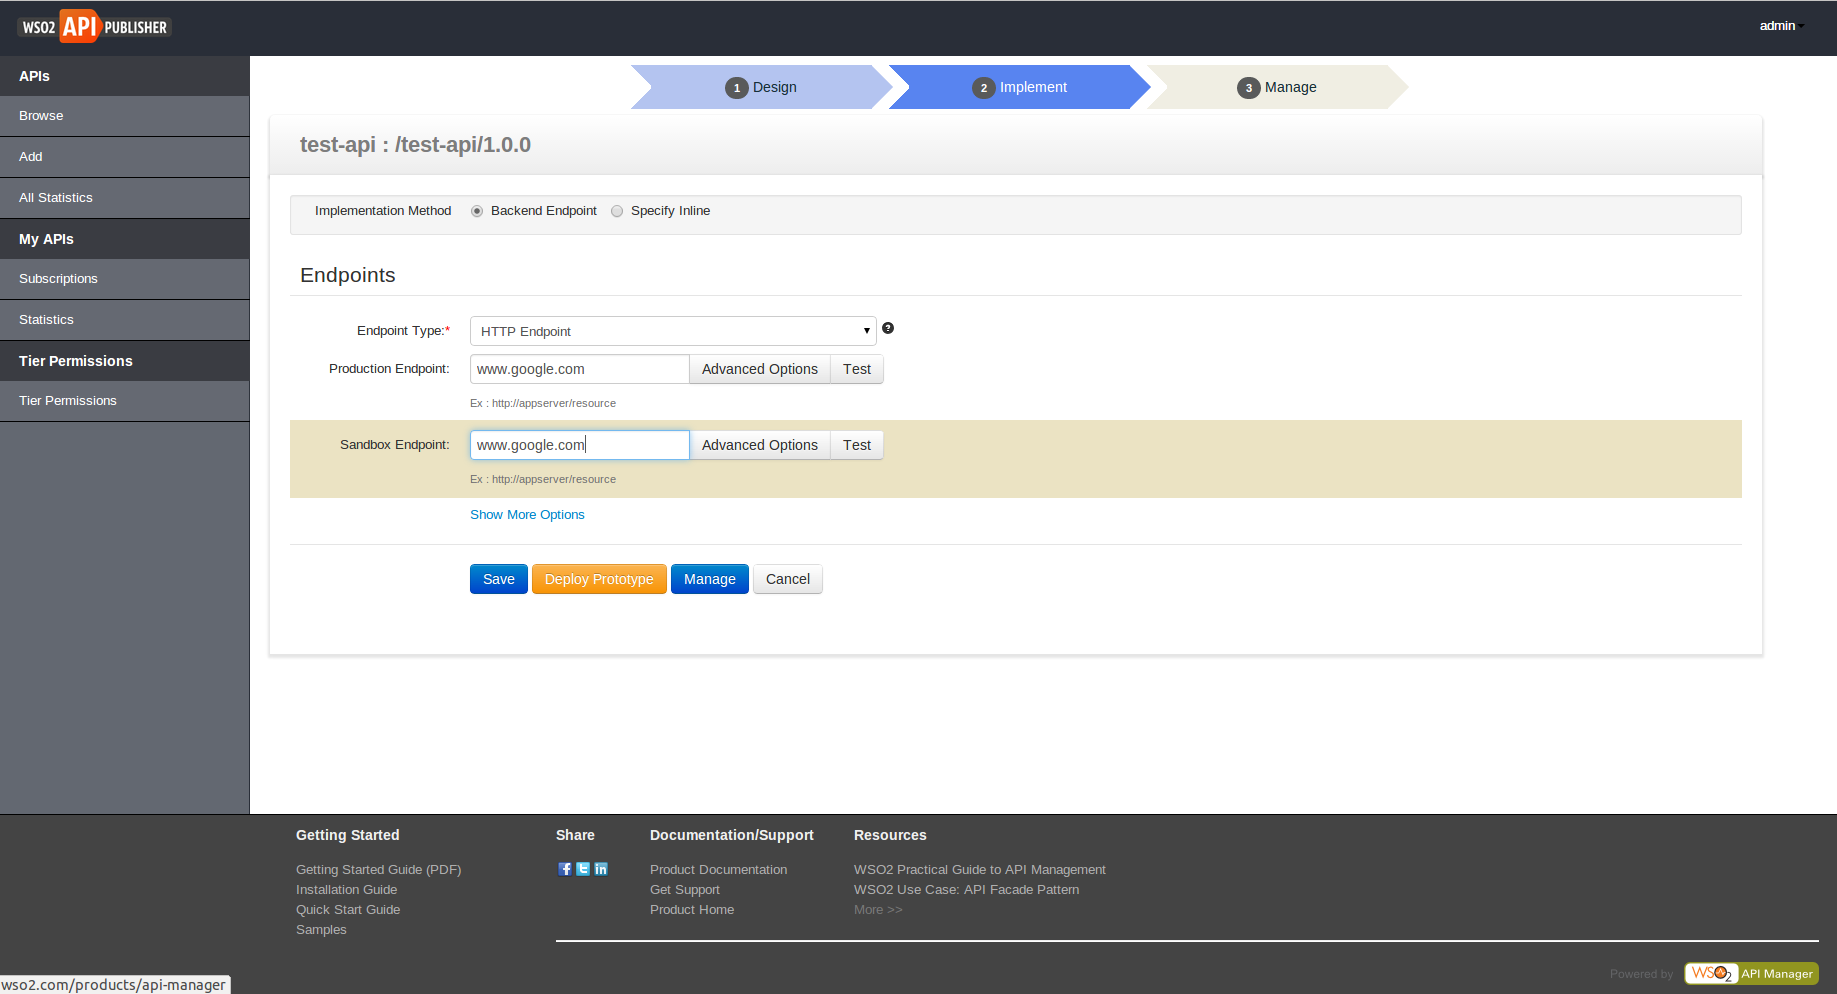 WSO2 API PUBLISHER
admin
APIs
Browse
Add
All Statistics
My APIs
Subscriptions
Statistics
Tier Permissions
Tier Permissions
1 Design
2 Implement
3 Manage
test-api : /test-api/1.0.0
Implementation Method Backend Endpoint Specify Inline
Endpoints
Endpoint Type:* HTTP Endpoint ?
Production Endpoint: www.google.com Advanced Options Test
Ex : http://appserver/resource
Sandbox Endpoint: www.google.com Advanced Options Test
Ex : http://appserver/resource
Show More Options
Save Deploy Prototype Manage Cancel
Getting Started
Getting Started Guide (PDF)
Installation Guide
Quick Start Guide
Samples
Share
f t in
Documentation/Support
Product Documentation
Get Support
Product Home
Resources
WSO2 Practical Guide to API Management
WSO2 Use Case: API Facade Pattern
More >>
Powered by WSO2 API Manager
wso2.com/products/api-manager